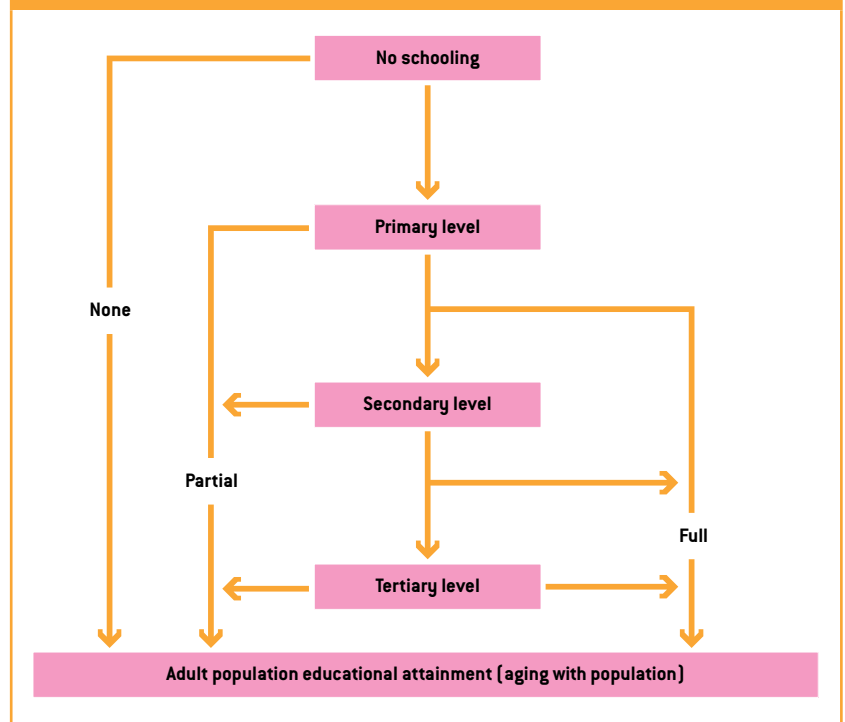 No schooling
Primary level
None
Secondary level
Partial
Full
Tertiary level
Adult population educational attainment (aging with population)